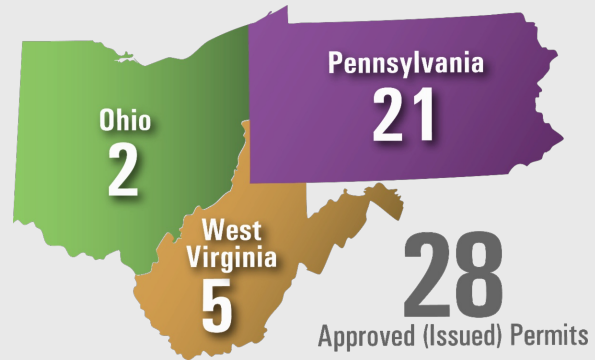 Pennsylvania
21
Ohio
2
West
Virginia
5
28
Approved (Issued) Permits